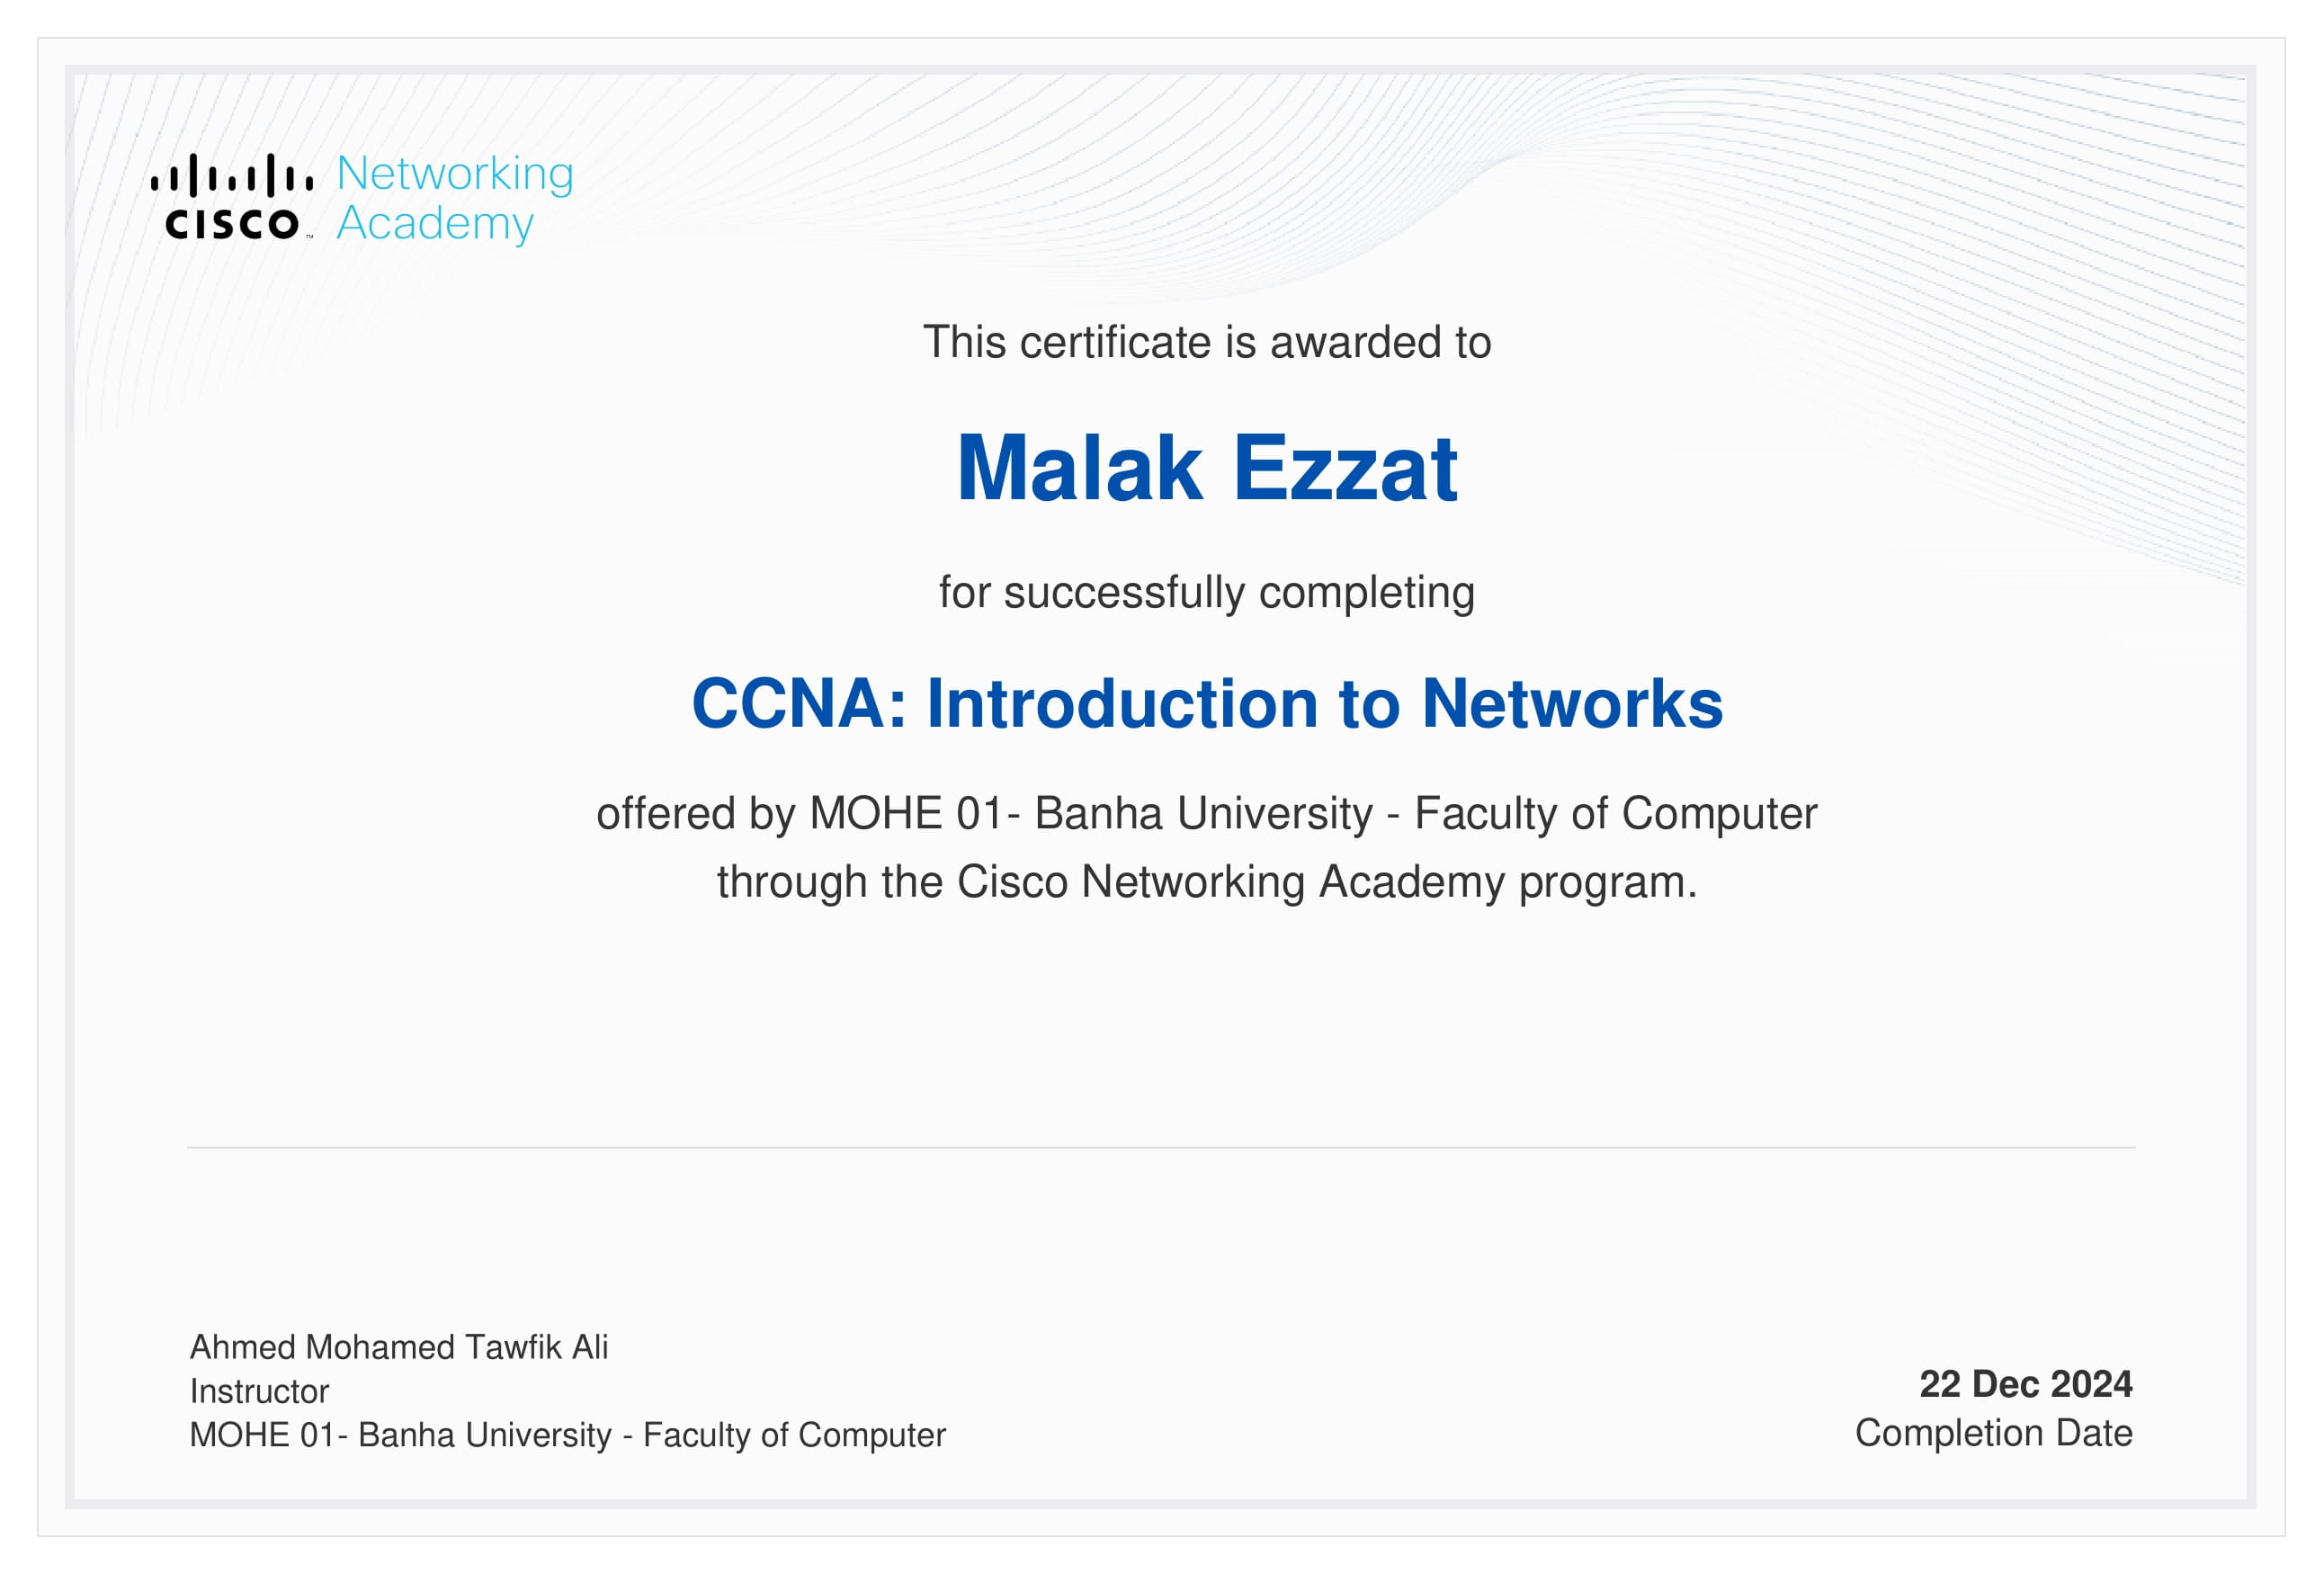 CISCO™
Networking
Academy
This certificate is awarded to
Malak Ezzat
for successfully completing
CCNA: Introduction to Networks
offered by MOHE 01- Banha University - Faculty of Computer
through the Cisco Networking Academy program.
Ahmed Mohamed Tawfik Ali
Instructor
MOHE 01- Banha University - Faculty of Computer
22 Dec 2024
Completion Date